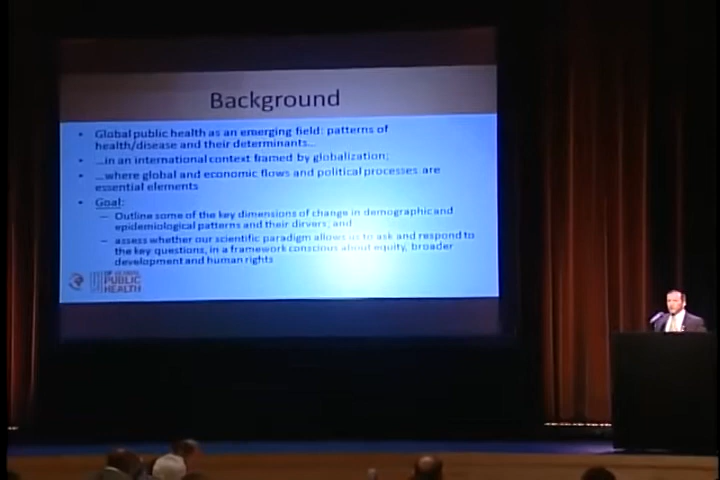 Background
• Global public health as an emerging field: patterns of
health/disease and their determinants...
• ...in an international context framed by globalization;
• ...where global and economic flows and political processes are
essential elements
• Goal:
– Outline some of the key dimensions of change in demographic and
epidemiological patterns and their dirvers; and
– assess whether our scientific paradigm allows us to ask and respond to
the key questions, in a framework conscious about equity, broader
development and human rights
OF GLOBAL
PUBLIC
HEALTH